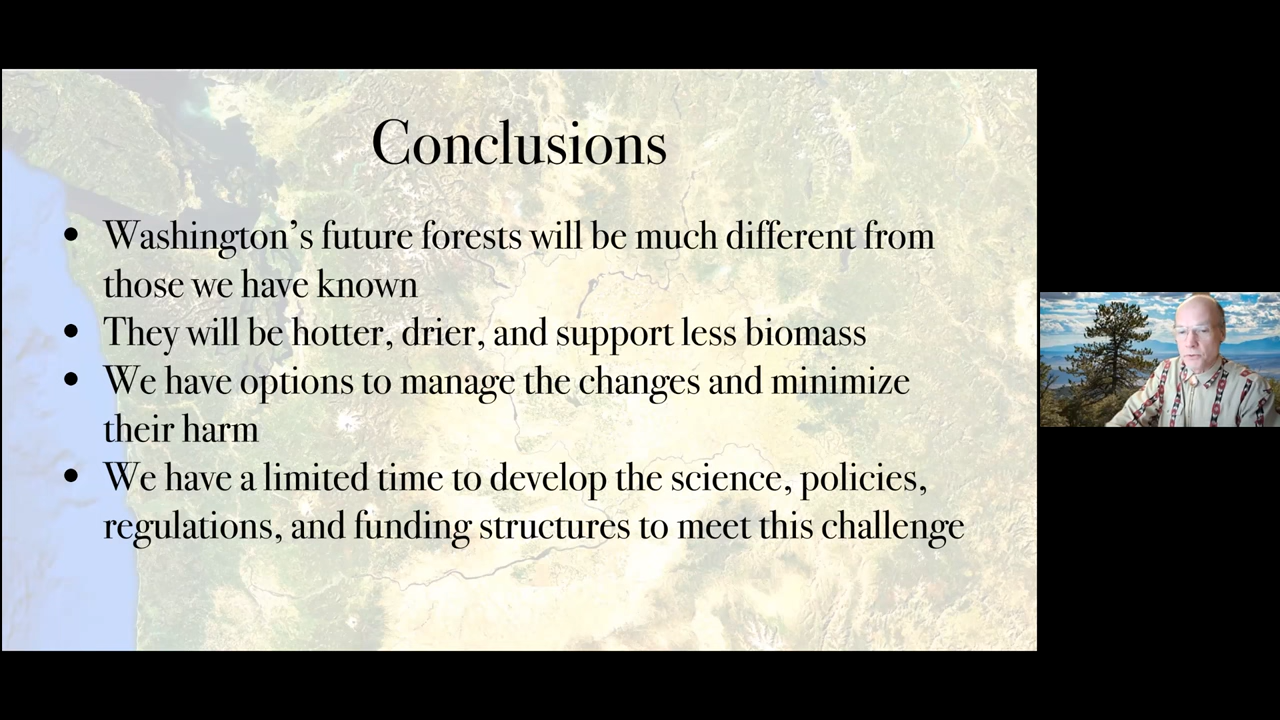 Conclusions
• Washington’s future forests will be much different from
those we have known
• They will be hotter, drier, and support less biomass
• We have options to manage the changes and minimize
their harm
• We have a limited time to develop the science, policies,
regulations, and funding structures to meet this challenge